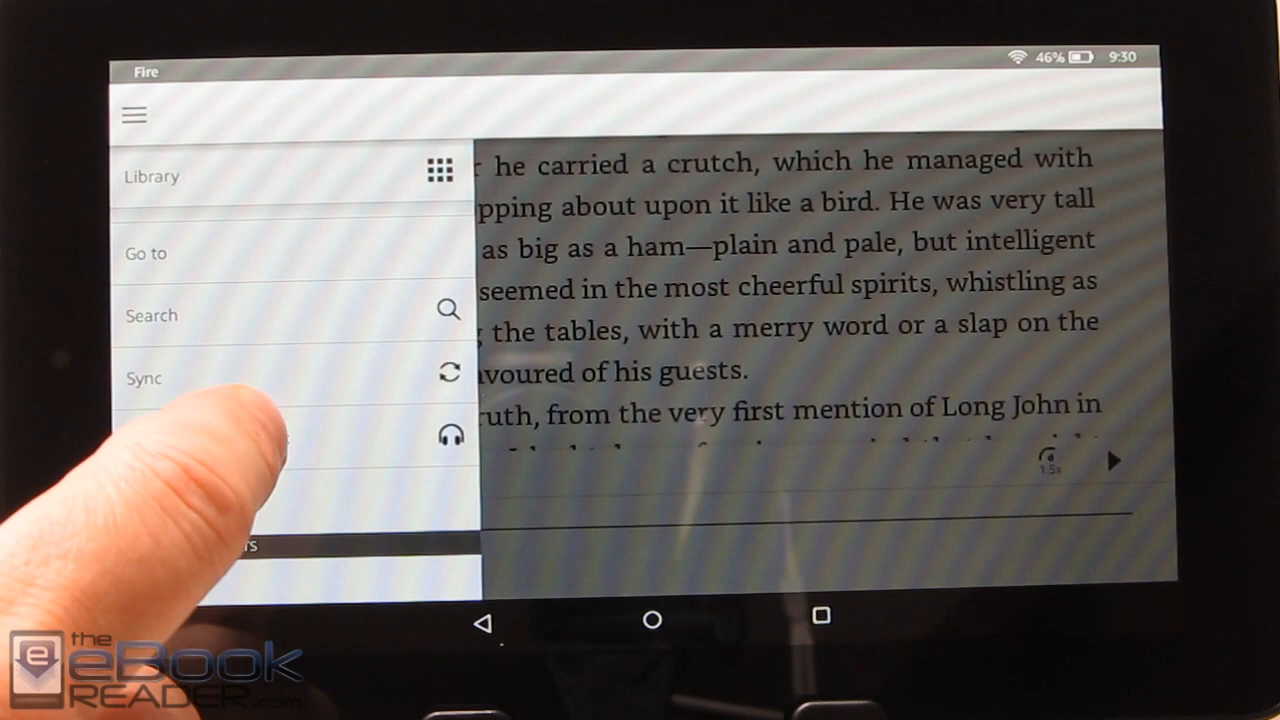 Fire 46% 9:30
Library
Go to
Search
Sync
he carried a crutch, which he managed with
pping about upon it like a bird. He was very tall
as big as a ham—plain and pale, but intelligent
seemed in the most cheerful spirits, whistling as
the tables, with a merry word or a slap on the
voured of his guests.
ruth, from the very first mention of Long John in
1.5x
the
eBook
READER.com